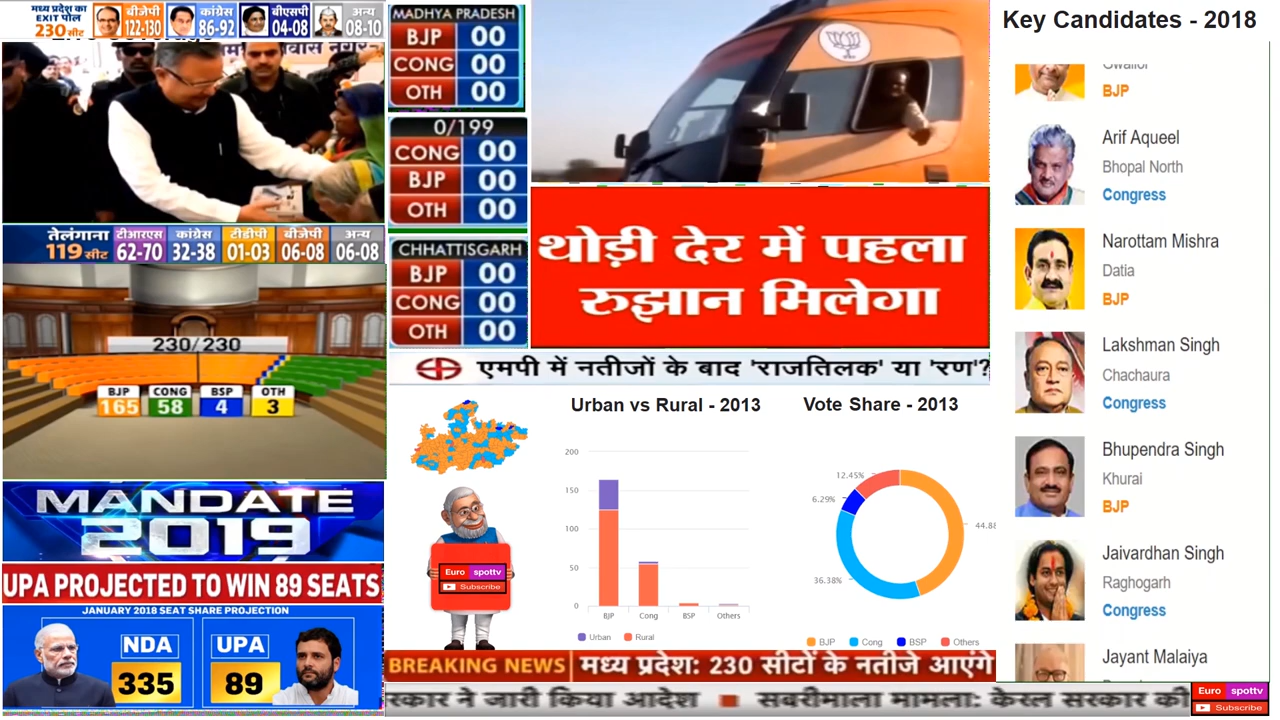 मध्य प्रदेश का
EXIT पोल
230 सीट
बीजेपी
122-130
कांग्रेस
86-92
बीएसपी
04-08
अन्य
08-10
तेलंगाना
119 सीट
टीआरएस
62-70
कांग्रेस
32-38
टीडीपी
01-03
बीजेपी
06-08
अन्य
06-08
230/230
BJP CONG BSP OTH
165 58 4 3
MANDATE
2019
UPA PROJECTED TO WIN 89 SEATS
JANUARY 2018 SEAT SHARE PROJECTION
NDA
335
UPA
89
MADHYA PRADESH
BJP 00
CONG 00
OTH 00
0/199
CONG 00
BJP 00
OTH 00
CHHATTISGARH
BJP 00
CONG 00
OTH 00
थोड़ी देर में पहला
रुझान मिलेगा
एमपी में नतीजों के बाद 'राजतिलक' या 'रण'?
Euro spottv
Subscribe
Urban vs Rural - 2013
200
150
100
50
0
BJP Cong BSP Others
Urban Rural
Vote Share - 2013
12.45%
6.29%
36.38%
44.88
BJP Cong BSP Others
Key Candidates - 2018
Gwalior
BJP
Arif Aqueel
Bhopal North
Congress
Narottam Mishra
Datia
BJP
Lakshman Singh
Chachaura
Congress
Bhupendra Singh
Khurai
BJP
Jaivardhan Singh
Raghogarh
Congress
Jayant Malaiya
BREAKING NEWS मध्य प्रदेश: 230 सीटों के नतीजे आएंगे
रकार ने जारी किया आदेश ■ सबरीमाला मामला: केरल सरकार की
Euro spottv
Subscribe